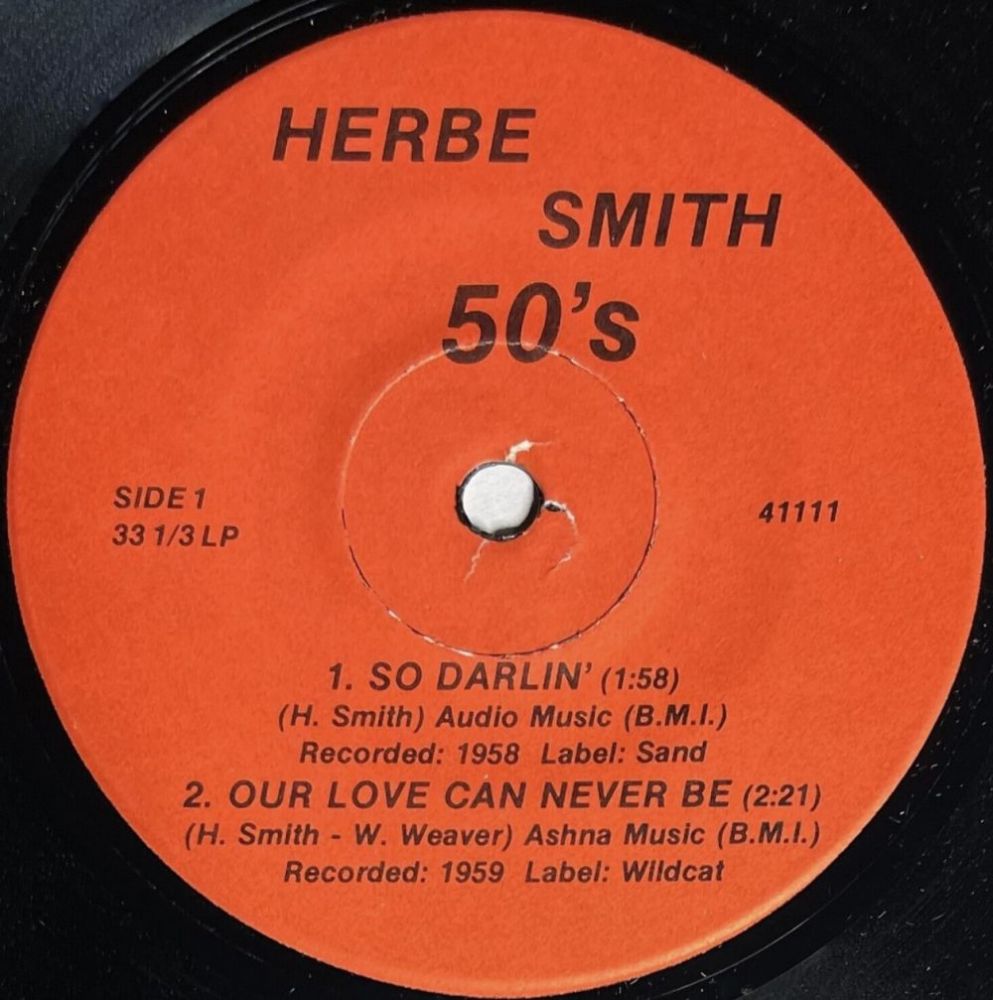 HERBE
SMITH
50's
SIDE 1
33 1/3 LP
41111
1. SO DARLIN' (1:58)
(H. Smith) Audio Music (B.M.I.)
Recorded: 1958 Label: Sand
2. OUR LOVE CAN NEVER BE (2:21)
(H. Smith - W. Weaver) Ashna Music (B.M.I.)
Recorded: 1959 Label: Wildcat